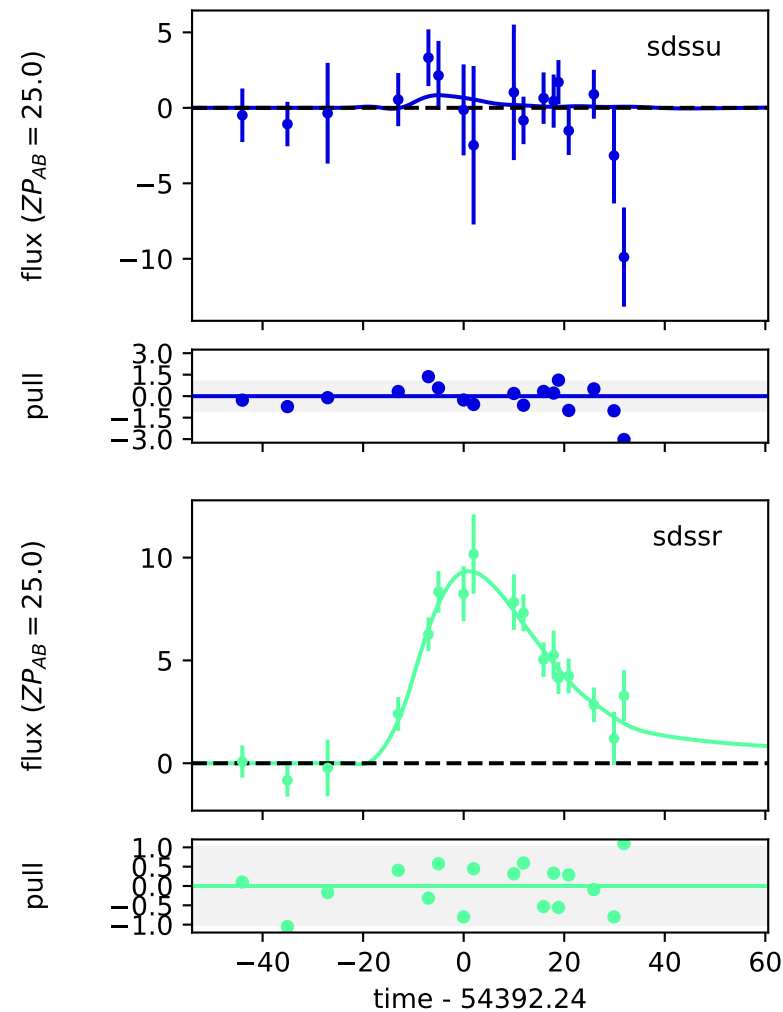 sdssu
flux (ZP_AB = 25.0)
5
0
−5
−10
pull
3.0
1.5
0.0
−1.5
−3.0
sdssr
flux (ZP_AB = 25.0)
10
5
0
pull
1.0
0.5
0.0
−0.5
−1.0
−40 −20 0 20 40 60
time - 54392.24